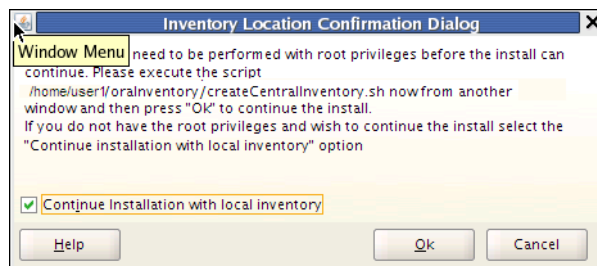 Inventory Location Confirmation Dialog
Window Menu
need to be performed with root privileges before the install can
continue. Please execute the script
/home/user1/oraInventory/createCentralInventory.sh now from another
window and then press "Ok" to continue the install.
If you do not have the root privileges and wish to continue the install select the
"Continue installation with local inventory" option
Continue Installation with local inventory
Help
Ok
Cancel